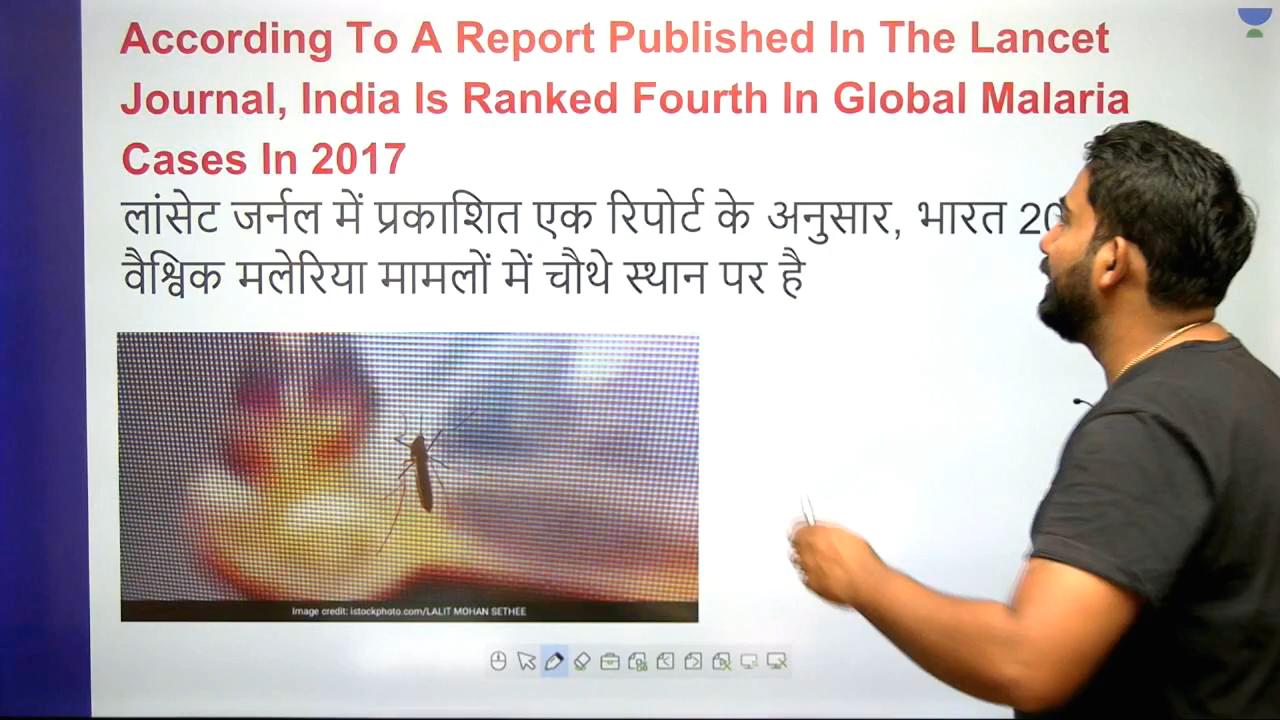 According To A Report Published In The Lancet
Journal, India Is Ranked Fourth In Global Malaria
Cases In 2017
लांसेट जर्नल में प्रकाशित एक रिपोर्ट के अनुसार, भारत
वैश्विक मलेरिया मामलों में चौथे स्थान पर है
Image credit: istockphoto.com/LALIT MOHAN SETHEE